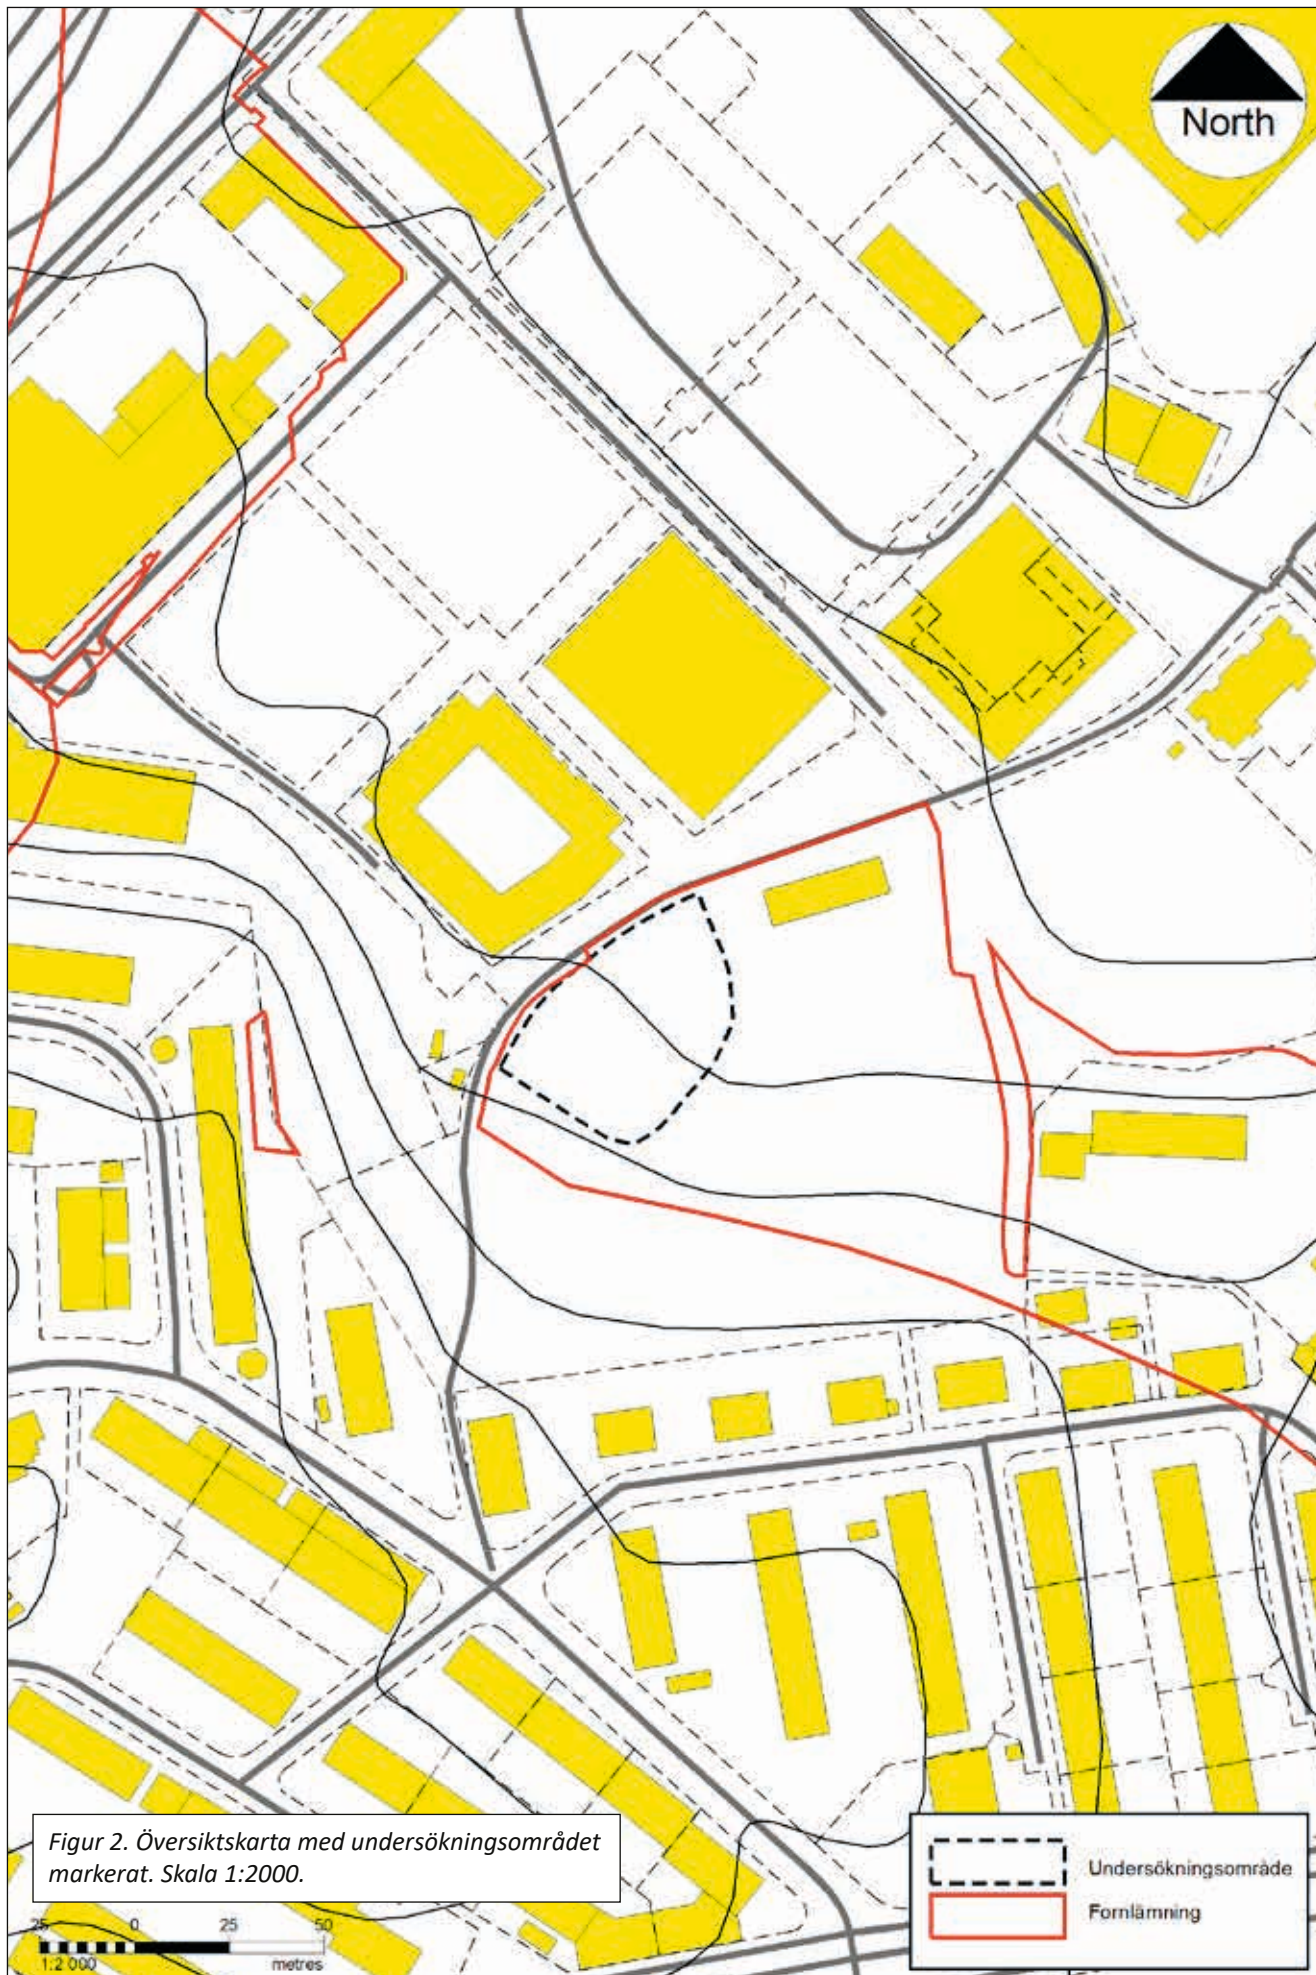 North
Figur 2. Översiktskarta med undersökningsområdet
markerat. Skala 1:2000.
25 0 25 50
1:2 000 metres
Undersökningsområde
Fornlämning